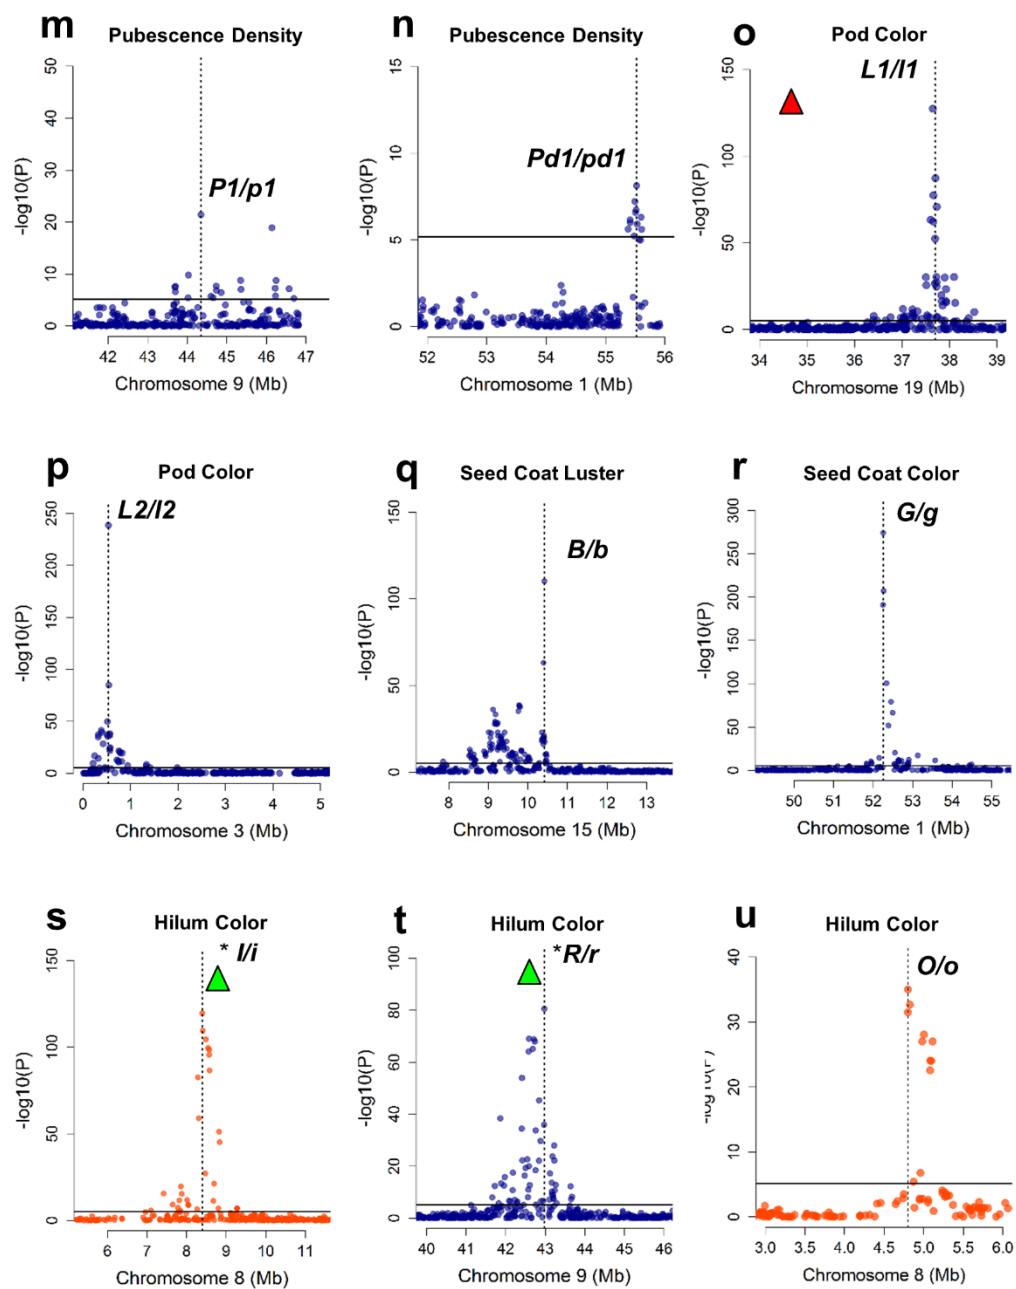 m
Pubescence Density
50
40
30
20
10
0
-log10(P)
P1/p1
42 43 44 45 46 47
Chromosome 9 (Mb)
n
Pubescence Density
15
10
5
0
-log10(P)
Pd1/pd1
52 53 54 55 56
Chromosome 1 (Mb)
o
Pod Color
150
100
50
0
-log10(P)
L1/l1
34 35 36 37 38 39
Chromosome 19 (Mb)
p
Pod Color
250
200
150
100
50
0
-log10(P)
L2/l2
0 1 2 3 4 5
Chromosome 3 (Mb)
q
Seed Coat Luster
150
100
50
0
-log10(P)
B/b
8 9 10 11 12 13
Chromosome 15 (Mb)
r
Seed Coat Color
300
250
200
150
100
50
0
-log10(P)
G/g
50 51 52 53 54 55
Chromosome 1 (Mb)
s
Hilum Color
150
100
50
0
-log10(P)
* I/i
6 7 8 9 10 11
Chromosome 8 (Mb)
t
Hilum Color
100
80
60
40
20
0
-log10(P)
*R/r
40 41 42 43 44 45 46
Chromosome 9 (Mb)
u
Hilum Color
40
30
20
10
0
-log10(P)
O/o
3.0 3.5 4.0 4.5 5.0 5.5 6.0
Chromosome 8 (Mb)